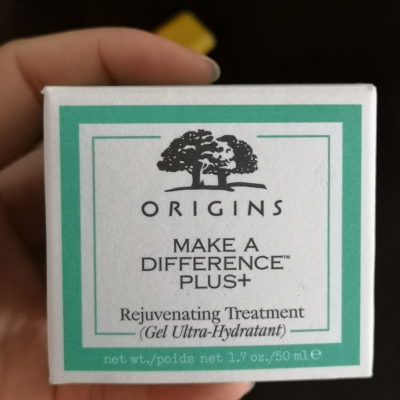 ORIGINS
MAKE A
DIFFERENCE™
PLUS+
Rejuvenating Treatment
(Gel Ultra-Hydratant)
net wt./poids net 1.7 oz./50 ml ℮